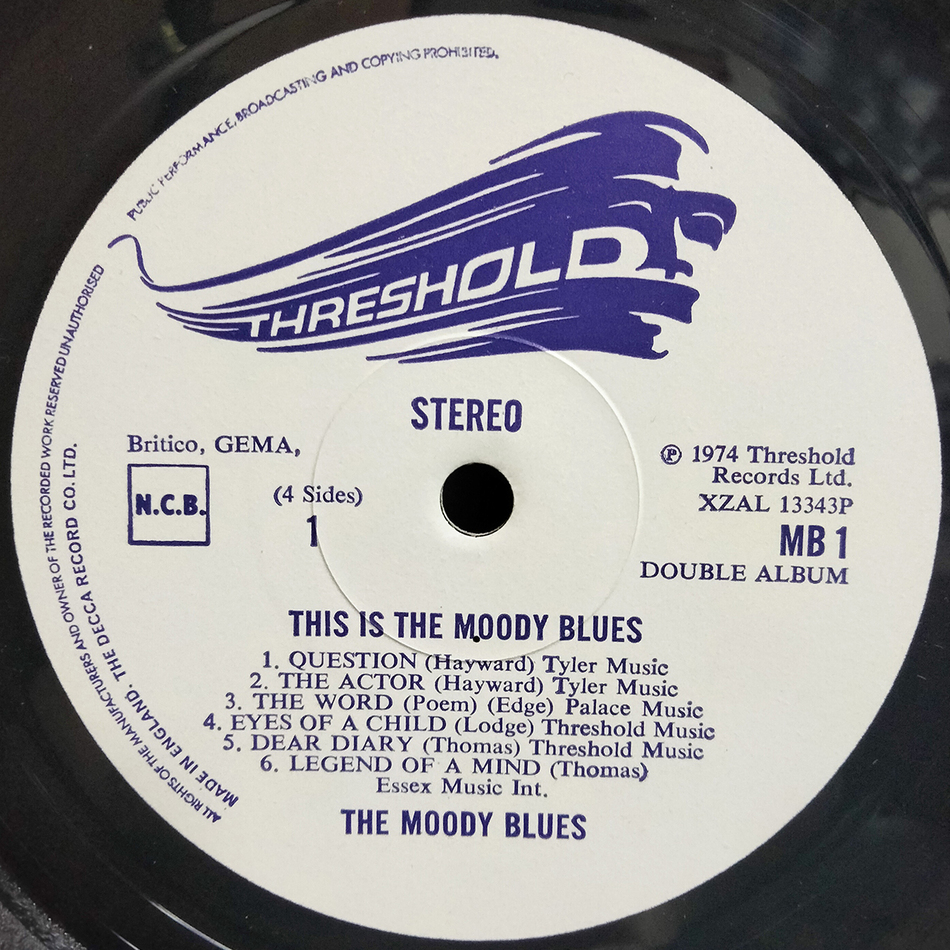 PUBLIC PERFORMANCE, BROADCASTING AND COPYING PROHIBITED.
ALL RIGHTS OF THE MANUFACTURERS AND OWNER OF THE RECORDED WORK RESERVED UNAUTHORISED
MADE IN ENGLAND. THE DECCA RECORD CO. LTD.
THRESHOLD
STEREO
Britico, GEMA,
N.C.B.
(4 Sides)
1
℗ 1974 Threshold
Records Ltd.
XZAL 13343P
MB 1
DOUBLE ALBUM
THIS IS THE MOODY BLUES
1. QUESTION (Hayward) Tyler Music
2. THE ACTOR (Hayward) Tyler Music
3. THE WORD (Poem) (Edge) Palace Music
4. EYES OF A CHILD (Lodge) Threshold Music
5. DEAR DIARY (Thomas) Threshold Music
6. LEGEND OF A MIND (Thomas)
Essex Music Int.
THE MOODY BLUES